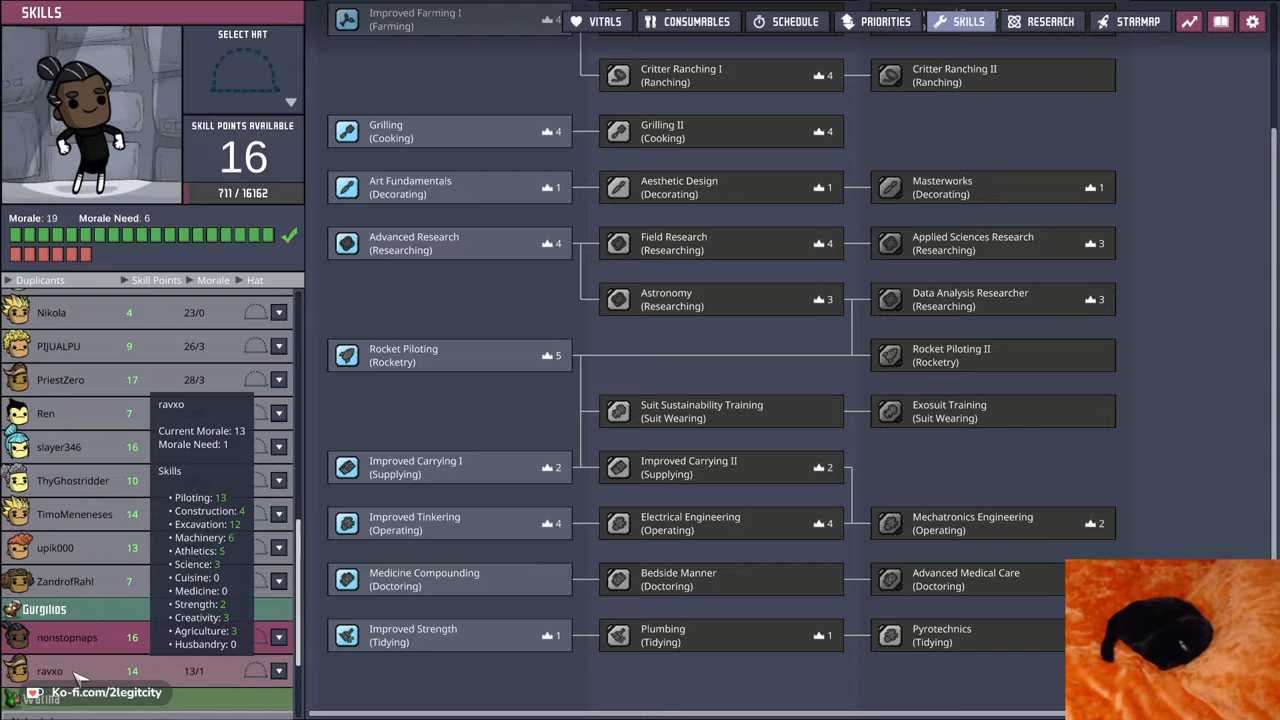 SKILLS
SELECT HAT
SKILL POINTS AVAILABLE
16
711 / 16162
Morale: 19 Morale Need: 6
Duplicants Skill Points Morale Hat
Nikola 4 23/0
PIJUALPU 9 26/3
PriestZero 17 28/3
Ren 7
slayer346 16
ThyGhostridder 10
TimoMeneneses 14
upik000 13
ZandrofRahl 7
Gurgilios
nonstopnaps 16
ravxo 14 13/1
Ko-fi.com/2legitcity
ravxo
Current Morale: 13
Morale Need: 1
Skills
• Piloting: 13
• Construction: 4
• Excavation: 12
• Machinery: 6
• Athletics: 5
• Science: 3
• Cuisine: 0
• Medicine: 0
• Strength: 2
• Creativity: 3
• Agriculture: 3
• Husbandry: 0
VITALS CONSUMABLES SCHEDULE PRIORITIES SKILLS RESEARCH STARMAP
Improved Farming I 4
(Farming)
Critter Ranching I 4
(Ranching)
Critter Ranching II
(Ranching)
Grilling 4
(Cooking)
Grilling II 4
(Cooking)
Art Fundamentals 1
(Decorating)
Aesthetic Design 1
(Decorating)
Masterworks 1
(Decorating)
Advanced Research 4
(Researching)
Field Research 4
(Researching)
Applied Sciences Research 3
(Researching)
Astronomy 3
(Researching)
Data Analysis Researcher 3
(Researching)
Rocket Piloting 5
(Rocketry)
Rocket Piloting II
(Rocketry)
Suit Sustainability Training
(Suit Wearing)
Exosuit Training
(Suit Wearing)
Improved Carrying I 2
(Supplying)
Improved Carrying II 2
(Supplying)
Improved Tinkering 4
(Operating)
Electrical Engineering 4
(Operating)
Mechatronics Engineering 2
(Operating)
Medicine Compounding
(Doctoring)
Bedside Manner
(Doctoring)
Advanced Medical Care
(Doctoring)
Improved Strength 1
(Tidying)
Plumbing 1
(Tidying)
Pyrotechnics
(Tidying)